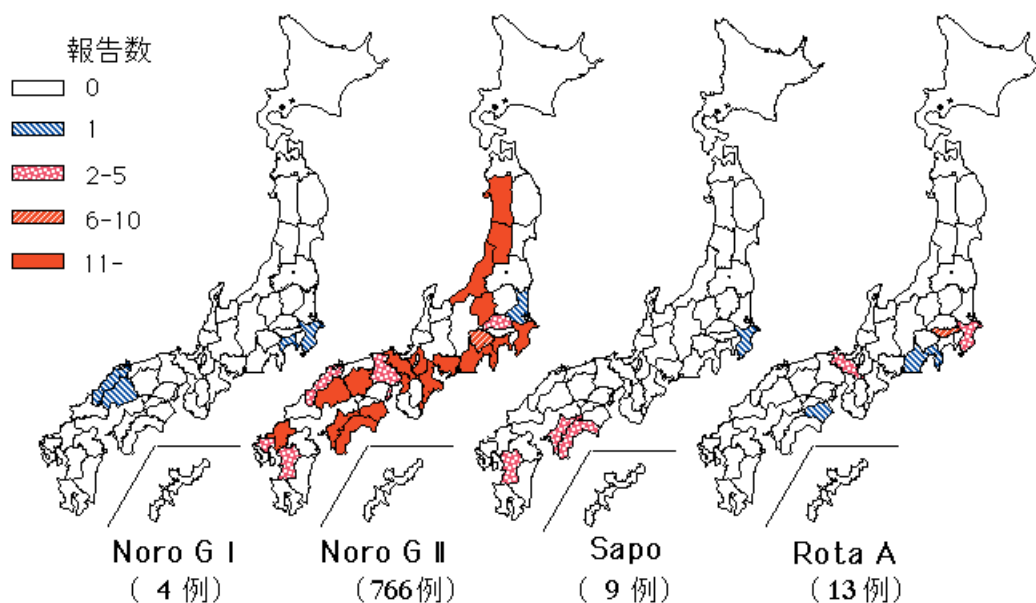 報告数
0
1
2-5
6-10
11-
Noro G Ⅰ
(4例)
Noro G Ⅱ
(766例)
Sapo
(9例)
Rota A
(13例)